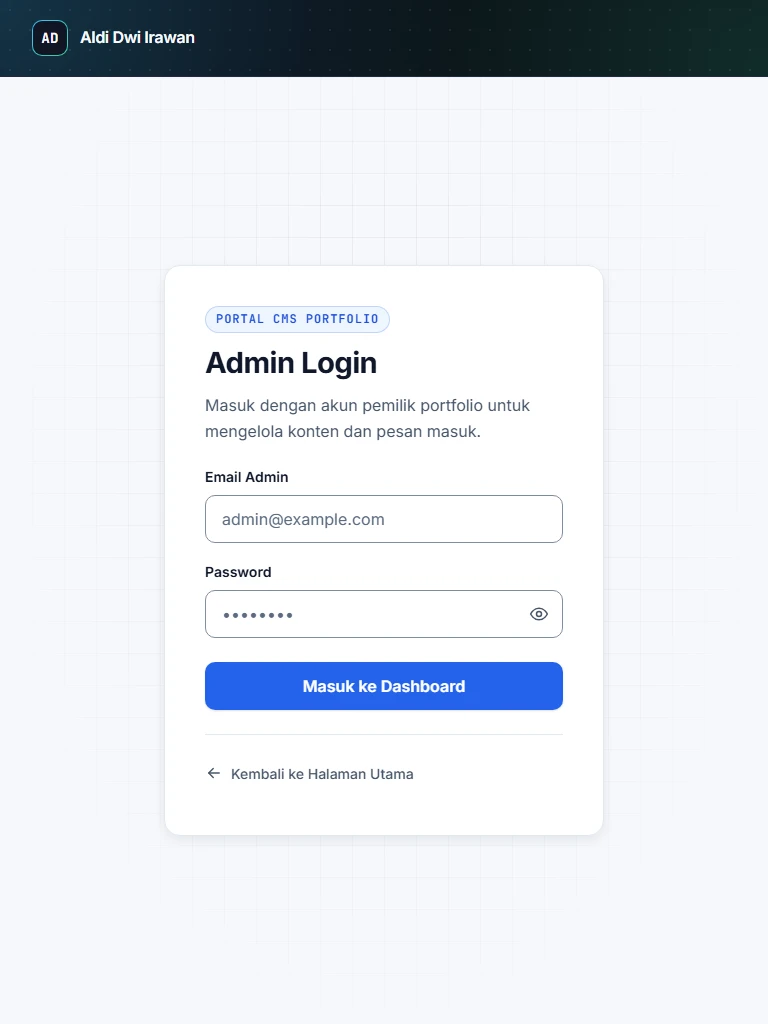 AD
Aldi Dwi Irawan
PORTAL CMS PORTFOLIO
Admin Login
Masuk dengan akun pemilik portfolio untuk
mengelola konten dan pesan masuk.
Email Admin
admin@example.com
Password
••••••••
Masuk ke Dashboard
← Kembali ke Halaman Utama